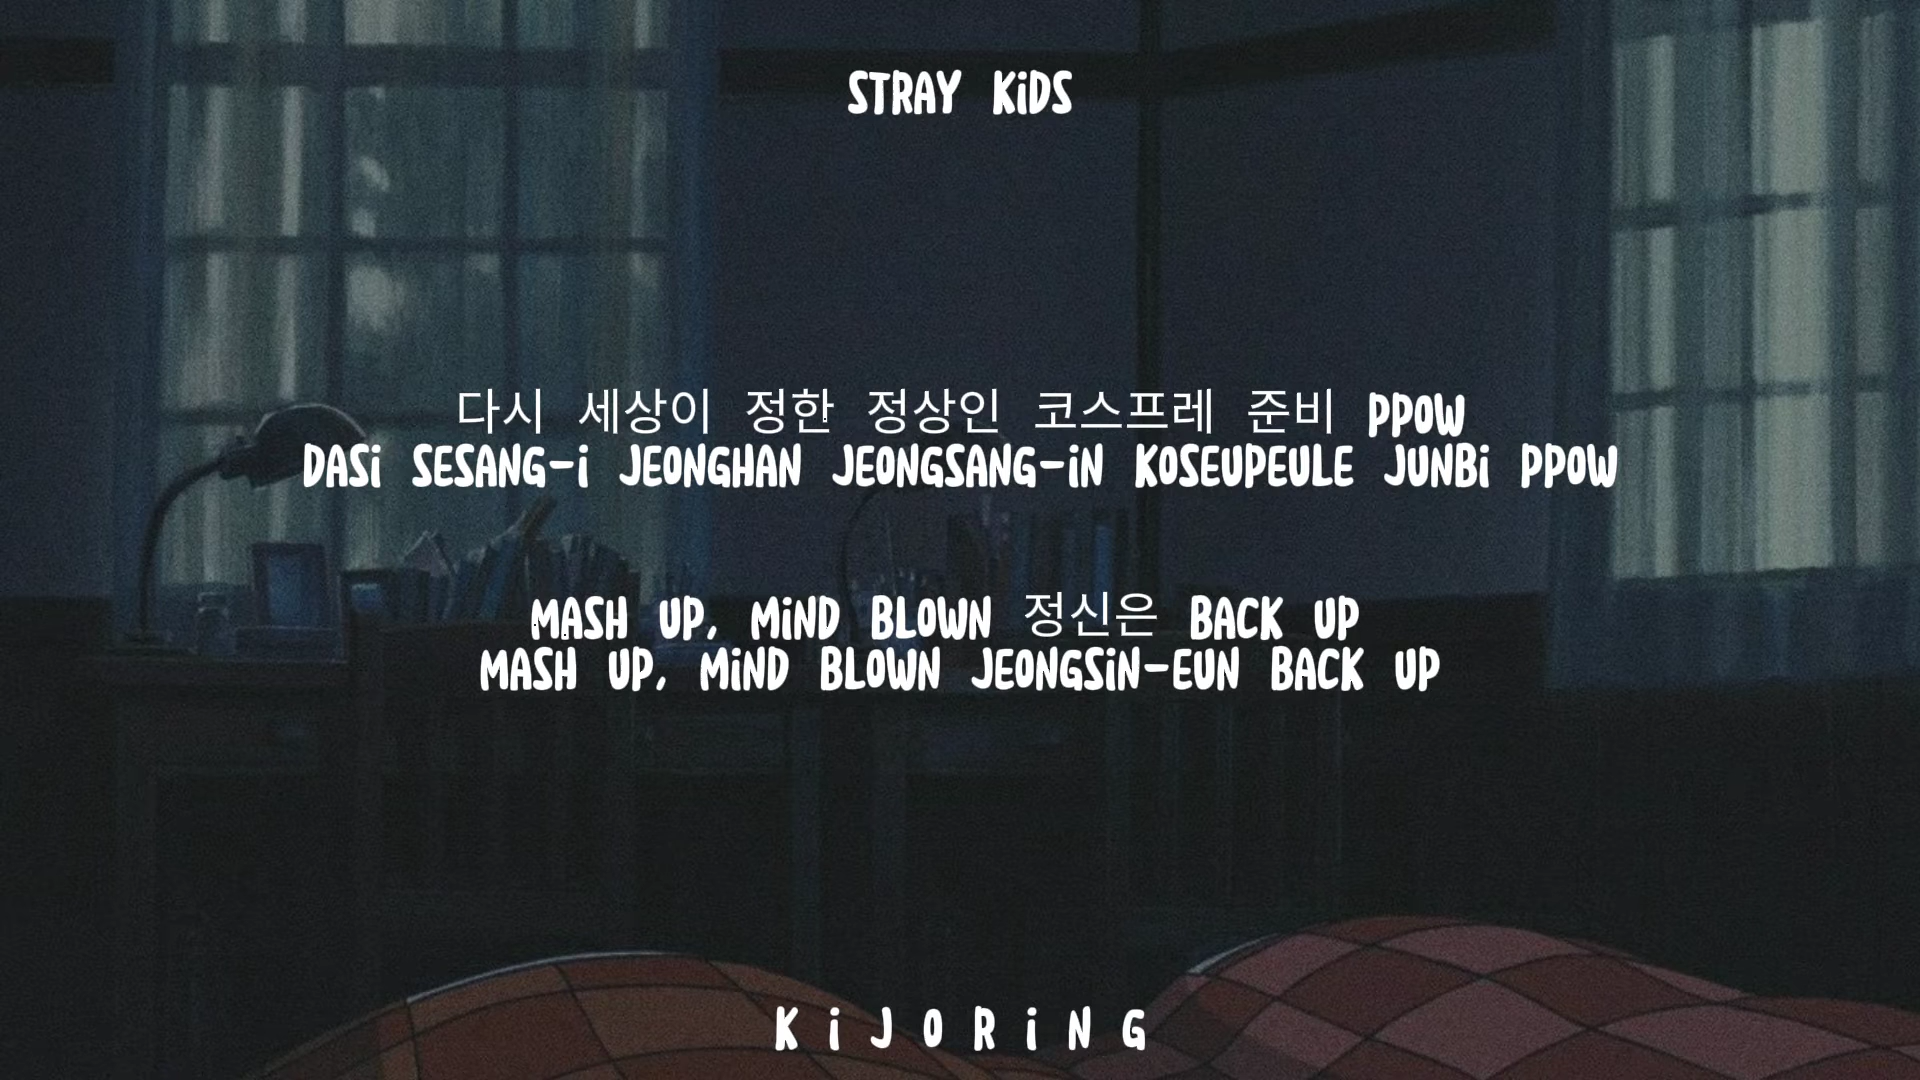 STRAY KiDS
다시 세상이 정한 정상인 코스프레 준비 PPOW
DASi SESANG-i JEONGHAN JEONGSANG-iN KOSEUPEULE JUNBi PPOW
MASH UP, MiND BLOWN 정신은 BACK UP
MASH UP, MiND BLOWN JEONGSiN-EUN BACK UP
KiJORiNG